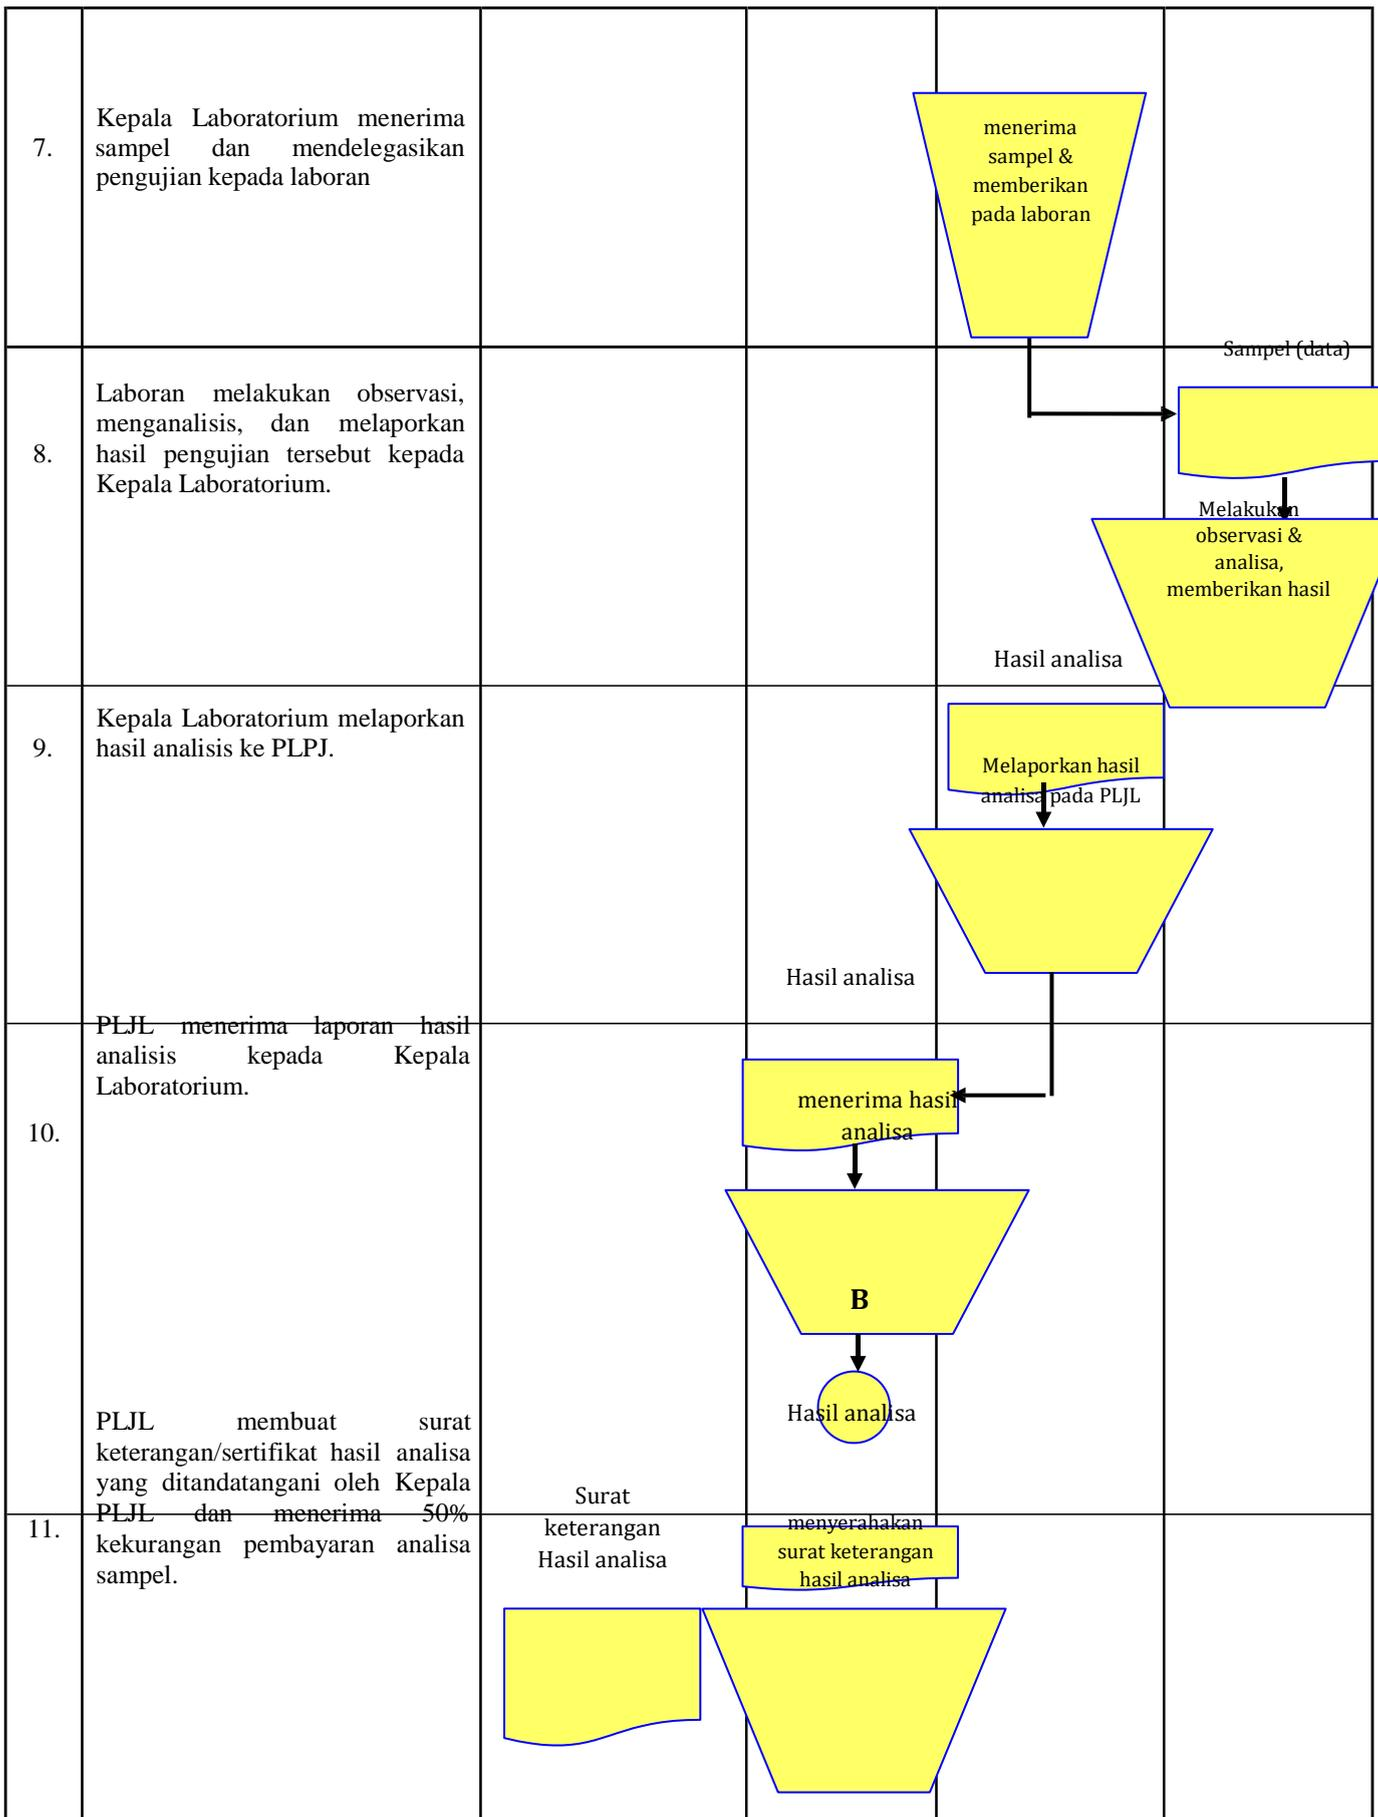 7.
Kepala Laboratorium menerima
sampel dan mendelegasikan
pengujian kepada laboran
menerima
sampel &
memberikan
pada laboran
Sampel (data)
8.
Laboran melakukan observasi,
menganalisis, dan melaporkan
hasil pengujian tersebut kepada
Kepala Laboratorium.
Melakukan
observasi &
analisa,
memberikan hasil
Hasil analisa
9.
Kepala Laboratorium melaporkan
hasil analisis ke PLPJ.
Melaporkan hasil
analisa pada PLJL
Hasil analisa
10.
PLJL menerima laporan hasil
analisis kepada Kepala
Laboratorium.
menerima hasil
analisa
B
Hasil analisa
11.
PLJL membuat surat
keterangan/sertifikat hasil analisa
yang ditandatangani oleh Kepala
PLJL dan menerima 50%
kekurangan pembayaran analisa
sampel.
Surat
keterangan
Hasil analisa
menyerahakan
surat keterangan
hasil analisa